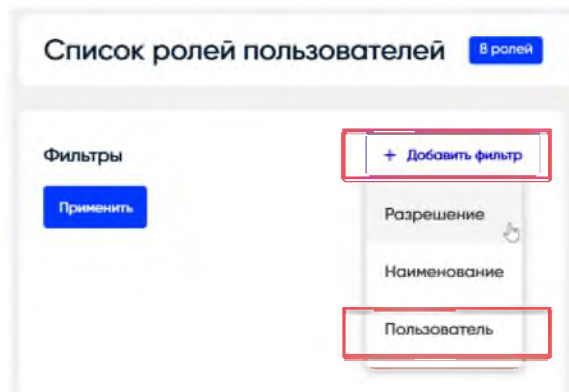 Список ролей пользователей
8 ролей
Фильтры
+ Добавить фильтр
Применить
Разрешение
Наименование
Пользователь